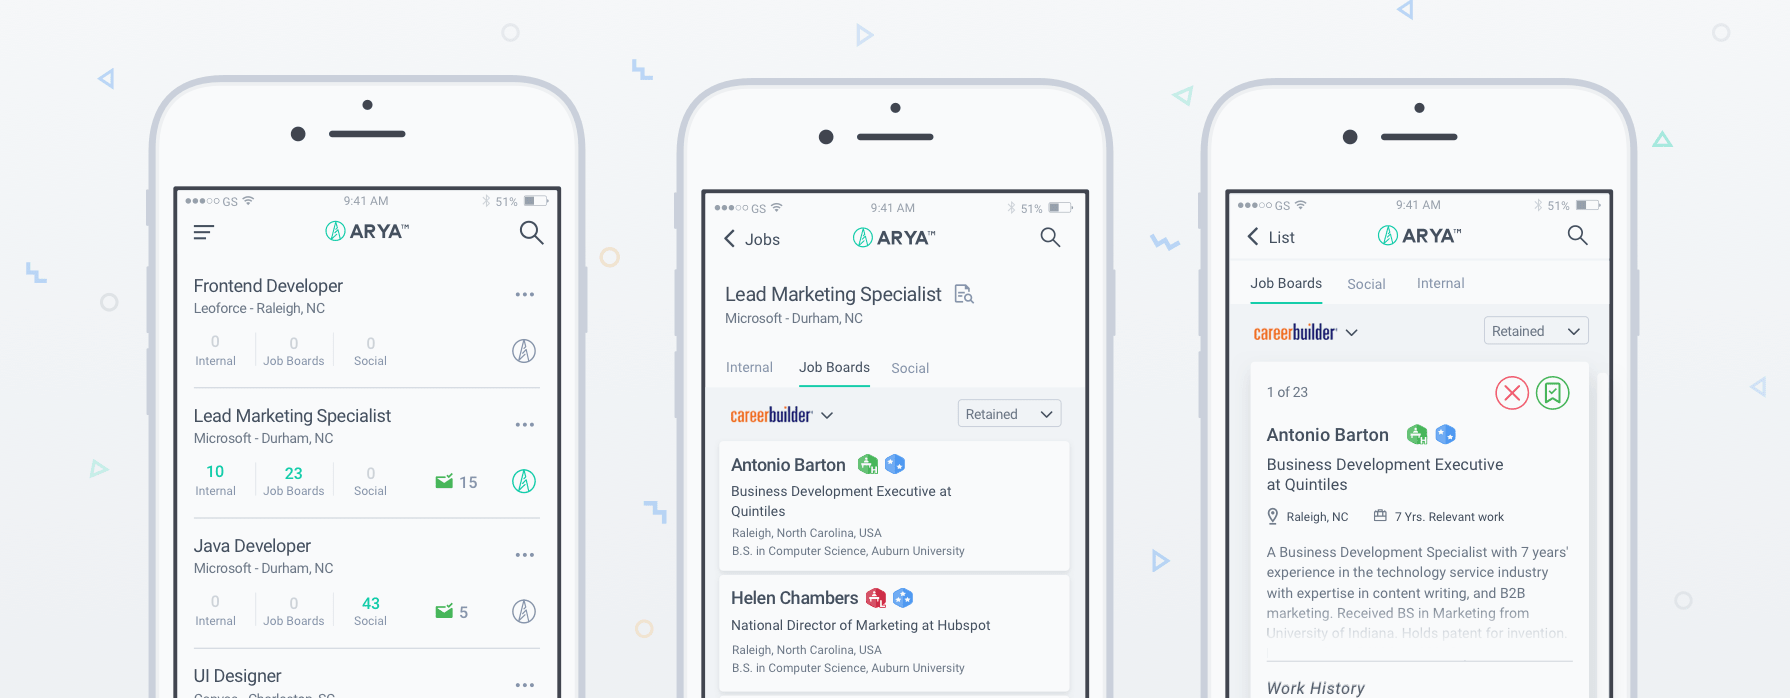 GS 9:41 AM 51%
ARYA™
Frontend Developer
Leoforce - Raleigh, NC
0 0 0
Internal Job Boards Social
Lead Marketing Specialist
Microsoft - Durham, NC
10 23 0 15
Internal Job Boards Social
Java Developer
Microsoft - Durham, NC
0 0 43 5
Internal Job Boards Social
UI Designer
Canvas - Charleston, SC
GS 9:41 AM 51%
Jobs ARYA™
Lead Marketing Specialist
Microsoft - Durham, NC
Internal Job Boards Social
careerbuilder Retained
Antonio Barton H
Business Development Executive at
Quintiles
Raleigh, North Carolina, USA
B.S. in Computer Science, Auburn University
Helen Chambers L
National Director of Marketing at Hubspot
Raleigh, North Carolina, USA
B.S. in Computer Science, Auburn University
GS 9:41 AM 51%
List ARYA™
Job Boards Social Internal
careerbuilder Retained
1 of 23
Antonio Barton H
Business Development Executive
at Quintiles
Raleigh, NC 7 Yrs. Relevant work
A Business Development Specialist with 7 years'
experience in the technology service industry
with expertise in content writing, and B2B
marketing. Received BS in Marketing from
University of Indiana. Holds patent for invention.
Work History